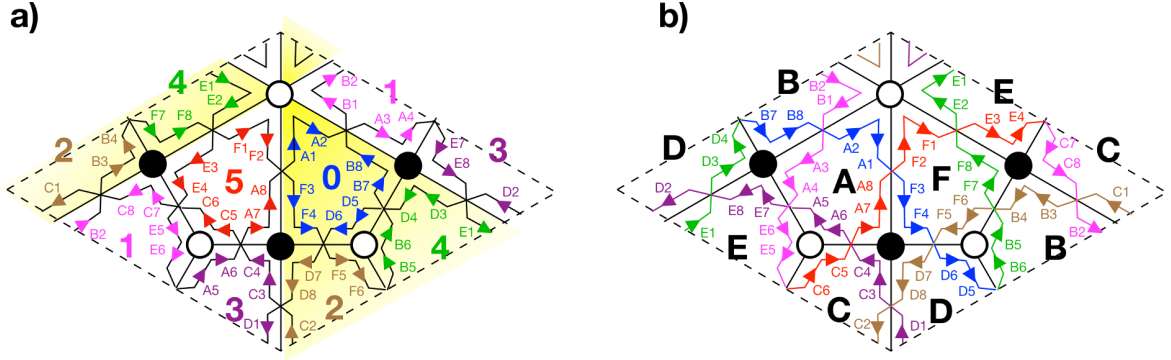 a)
4
1
E1
B2
E2
B1
F7
F8
A3
A4
2
B4
F1
F2
A1
A2
E7
E8
3
B3
E3
B8
0
5
C1
E4
A8
F3
B7
D2
C8
C7
C6
C5
A7
F4
D6
D5
D4
D3
B2
1
E5
E6
B6
B5
E1
4
A5
A6
C4
C3
D7
D8
F5
F6
3
2
D1
C2
b)
B
B2
B1
E1
E2
E
B7
B8
E3
E4
D
D4
D3
A2
A1
F1
F2
C7
C8
C
A3
F8
A4
A
F
F7
D2
E8
E7
A5
A6
A8
A7
F3
F4
F5
F6
B4
B3
C1
E1
E
E6
E5
B5
B6
B
B2
C6
C5
C4
C3
D7
D8
D6
D5
C
D
C2
D1